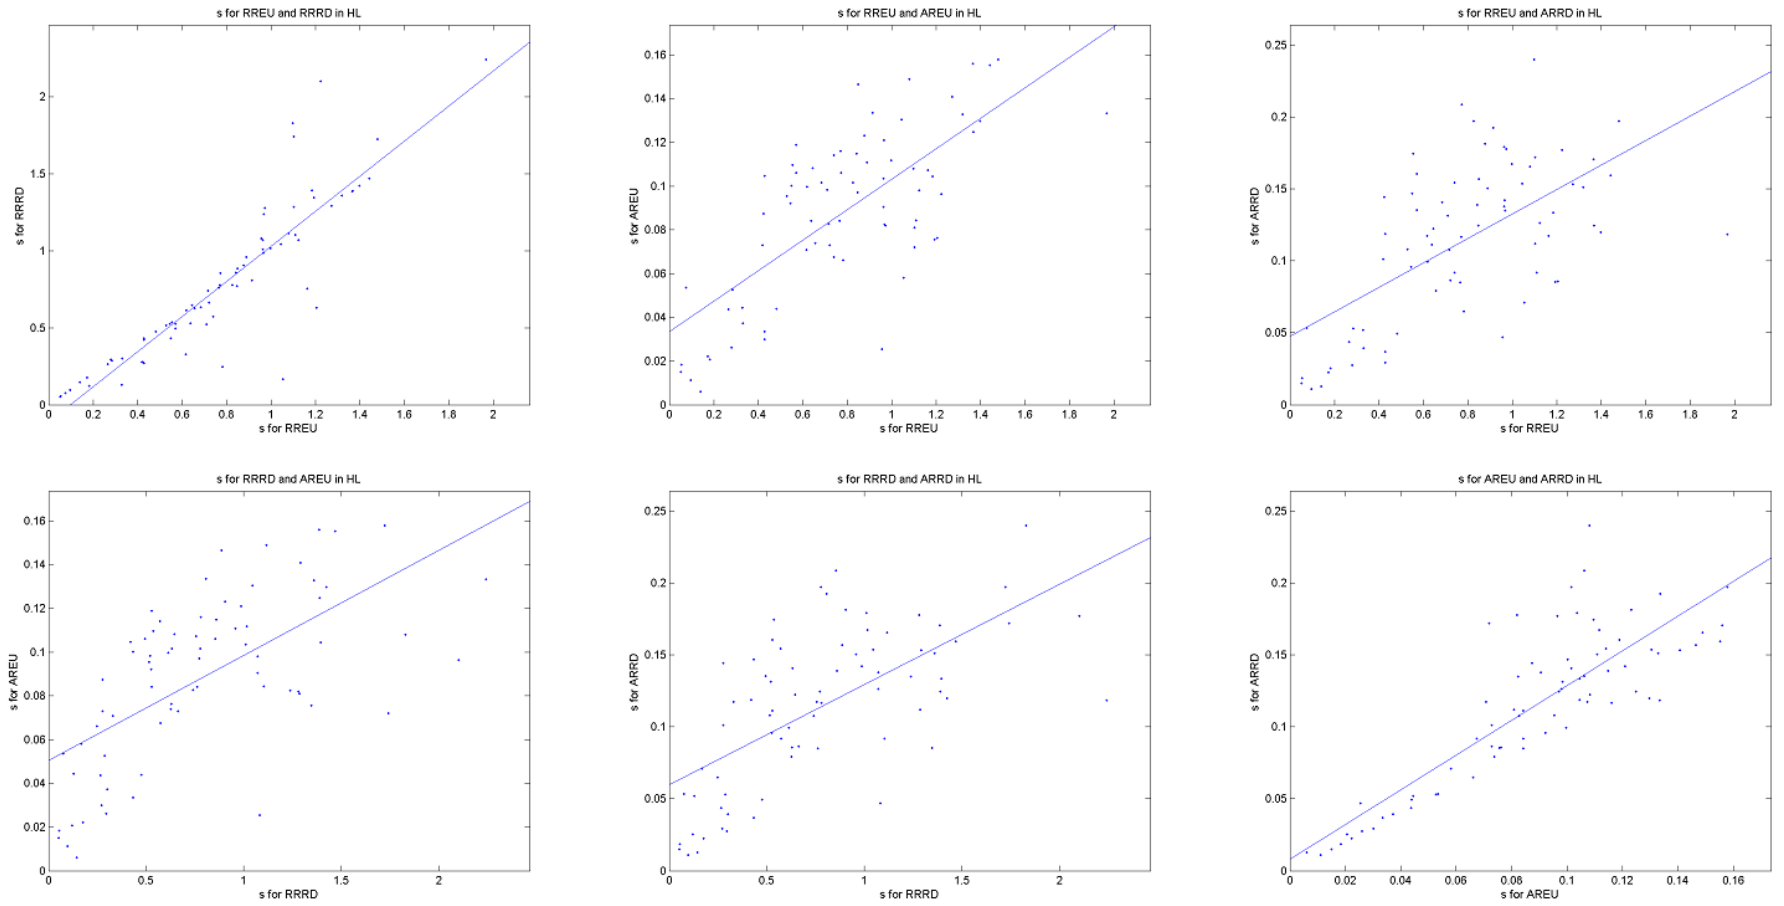 s for RREU and RRRD in HL
s for RRRD
2
1.5
1
0.5
0
0 0.2 0.4 0.6 0.8 1 1.2 1.4 1.6 1.8 2
s for RREU
s for RREU and AREU in HL
s for AREU
0.16
0.14
0.12
0.1
0.08
0.06
0.04
0.02
0
0 0.2 0.4 0.6 0.8 1 1.2 1.4 1.6 1.8 2
s for RREU
s for RREU and ARRD in HL
s for ARRD
0.25
0.2
0.15
0.1
0.05
0
0 0.2 0.4 0.6 0.8 1 1.2 1.4 1.6 1.8 2
s for RREU
s for RRRD and AREU in HL
s for AREU
0.16
0.14
0.12
0.1
0.08
0.06
0.04
0.02
0
0 0.5 1 1.5 2
s for RRRD
s for RRRD and ARRD in HL
s for ARRD
0.25
0.2
0.15
0.1
0.05
0
0 0.5 1 1.5 2
s for RRRD
s for AREU and ARRD in HL
s for ARRD
0.25
0.2
0.15
0.1
0.05
0
0 0.02 0.04 0.06 0.08 0.1 0.12 0.14 0.16
s for AREU